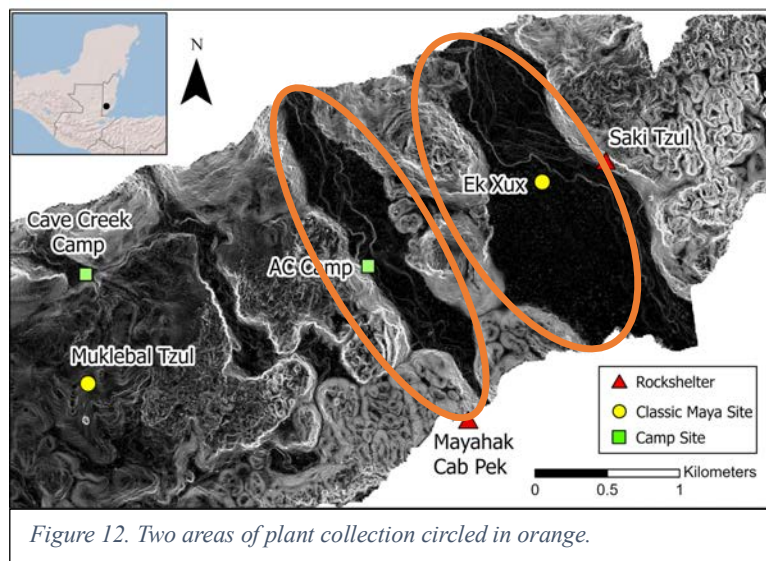 N
Saki Tzul
Ek Xux
Cave Creek
Camp
AC Camp
Muklebal Tzul
Mayahak
Cab Pek
Rockshelter
Classic Maya Site
Camp Site
Kilometers
0 0.5 1
Figure 12. Two areas of plant collection circled in orange.